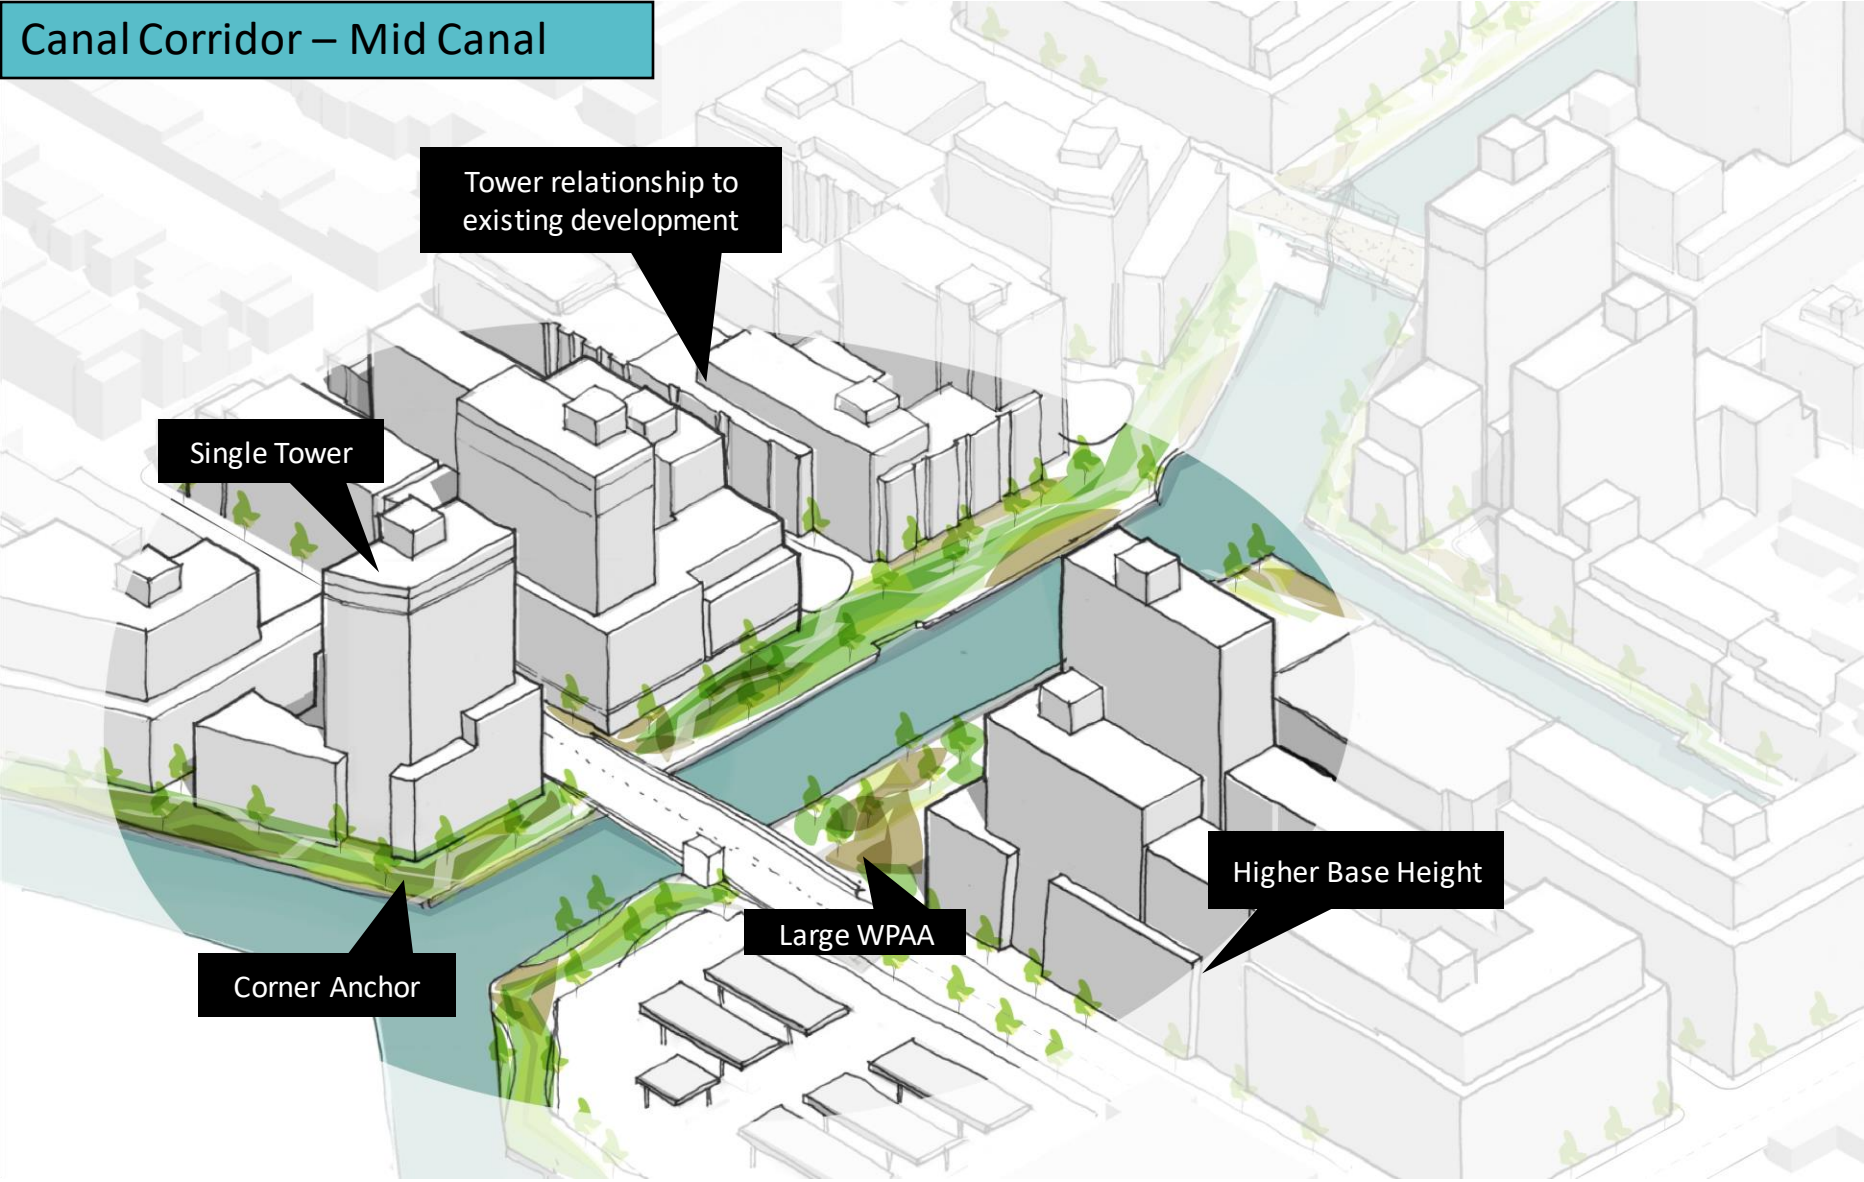 Canal Corridor – Mid Canal
Tower relationship to
existing development
Single Tower
Higher Base Height
Large WPAA
Corner Anchor